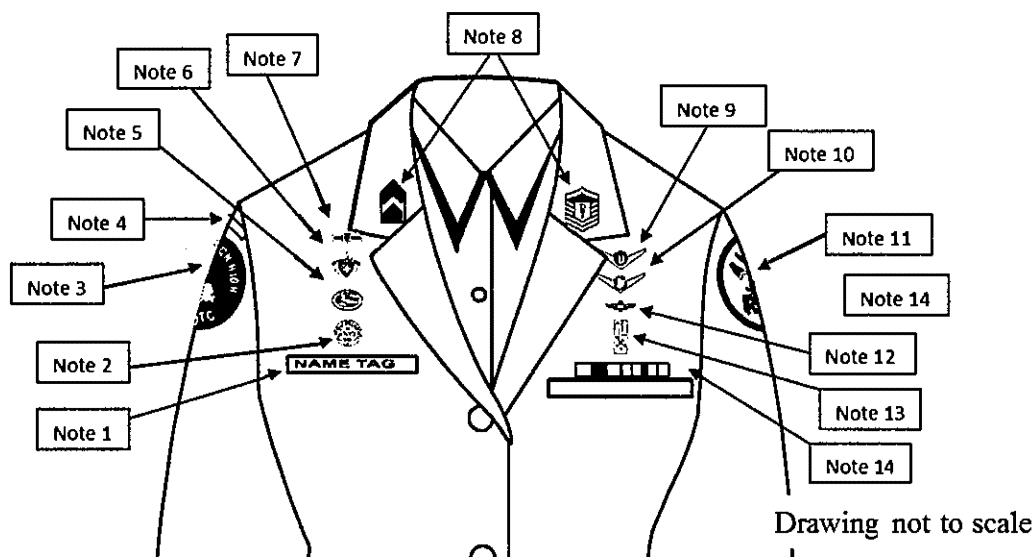 Note 8
Note 7
Note 6
Note 9
Note 5
Note 10
Note 4
Note 11
Note 3
Note 14
Note 2
Note 12
NAME TAG
Note 13
Note 1
Note 14
Drawing not to scale